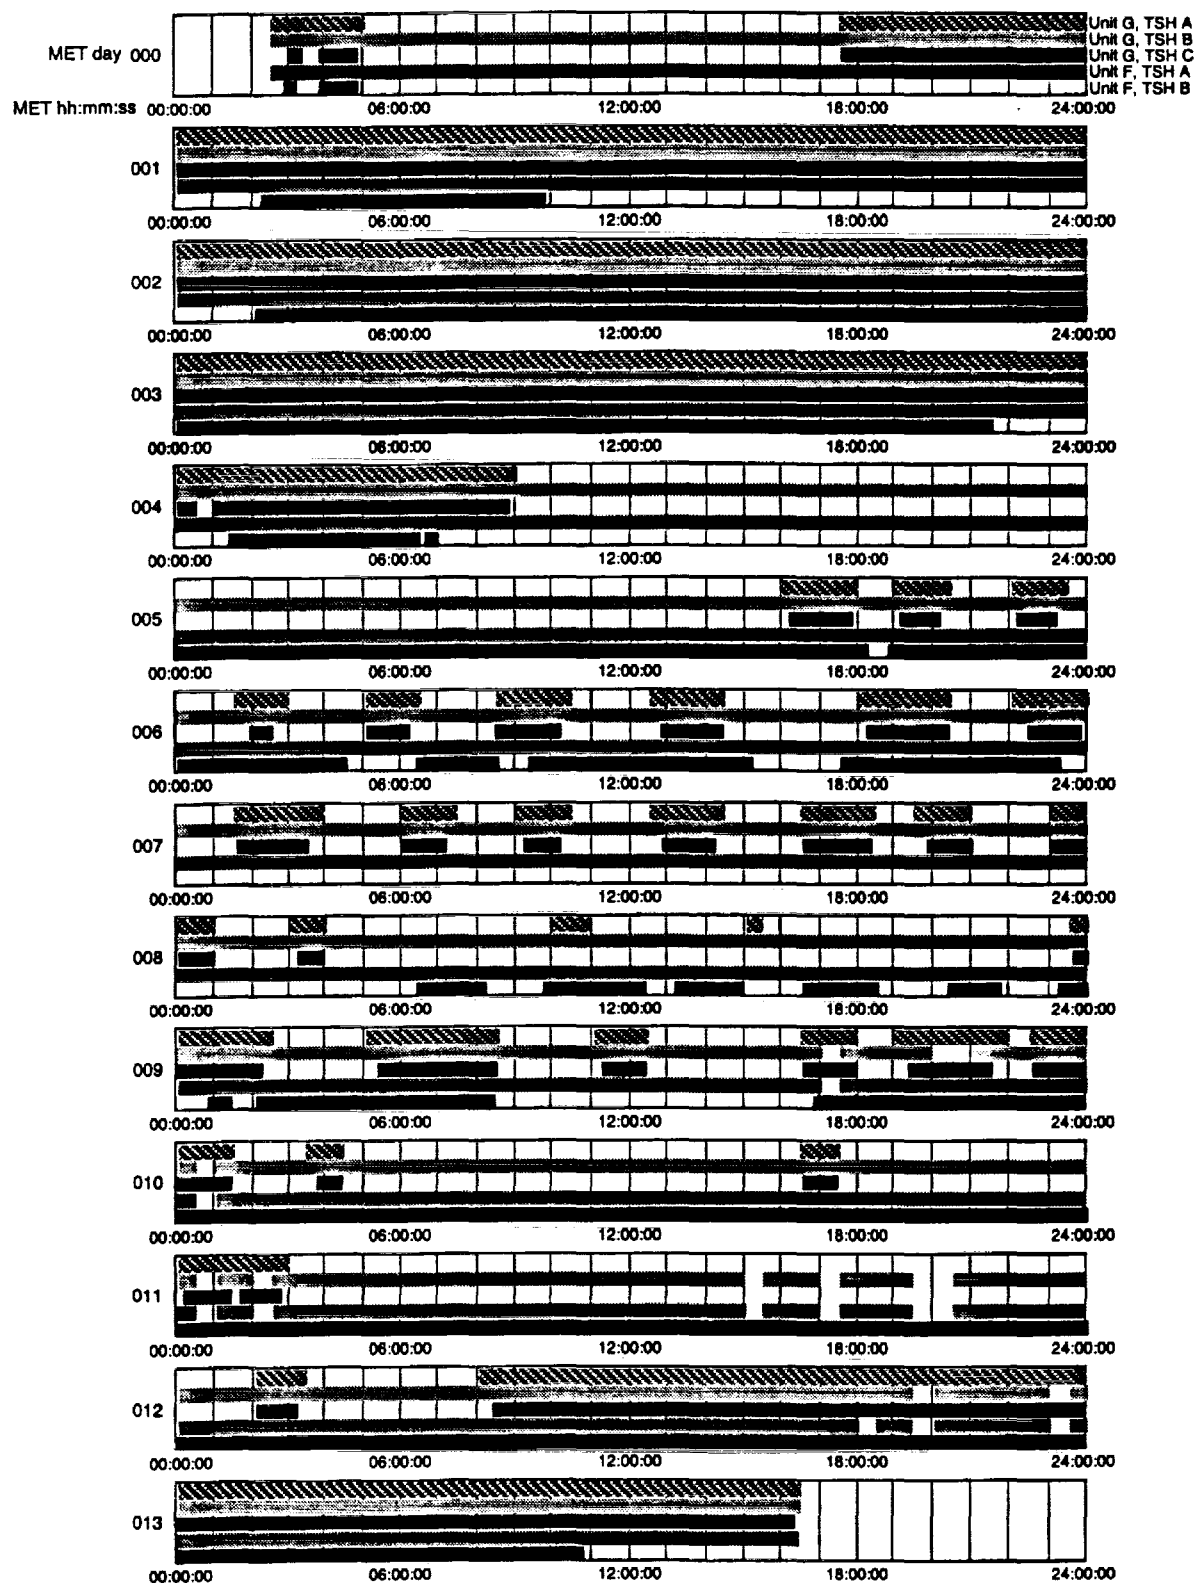 Unit G, TSH A
Unit G, TSH B
MET day 000 Unit G, TSH C
Unit F, TSH A
Unit F, TSH B
MET hh:mm:ss 00:00:00 06:00:00 12:00:00 18:00:00 24:00:00
001
00:00:00 06:00:00 12:00:00 18:00:00 24:00:00
002
00:00:00 06:00:00 12:00:00 18:00:00 24:00:00
003
00:00:00 06:00:00 12:00:00 18:00:00 24:00:00
004
00:00:00 06:00:00 12:00:00 18:00:00 24:00:00
005
00:00:00 06:00:00 12:00:00 18:00:00 24:00:00
006
00:00:00 06:00:00 12:00:00 18:00:00 24:00:00
007
00:00:00 06:00:00 12:00:00 18:00:00 24:00:00
008
00:00:00 06:00:00 12:00:00 18:00:00 24:00:00
009
00:00:00 06:00:00 12:00:00 18:00:00 24:00:00
010
00:00:00 06:00:00 12:00:00 18:00:00 24:00:00
011
00:00:00 06:00:00 12:00:00 18:00:00 24:00:00
012
00:00:00 06:00:00 12:00:00 18:00:00 24:00:00
013
00:00:00 06:00:00 12:00:00 18:00:00 24:00:00